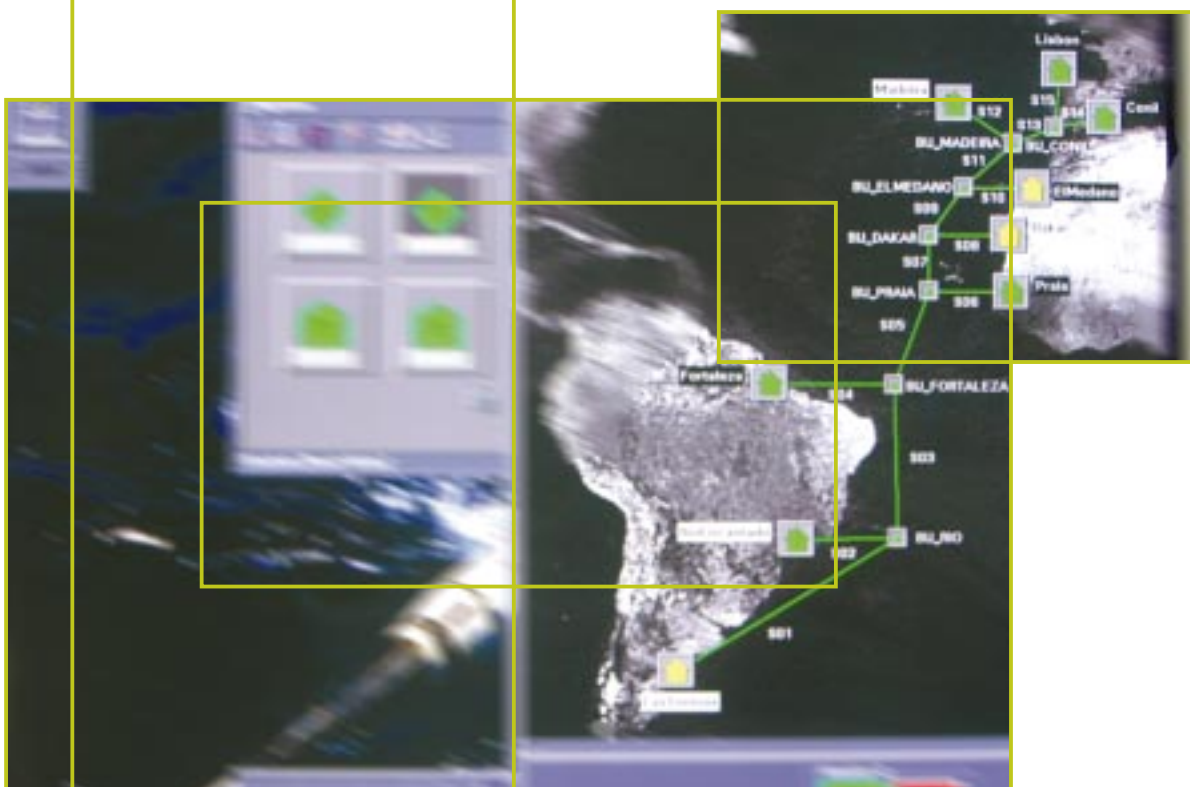 Lisbon
Madeira
S15
S12
S14
Conil
S13
BU_MADEIRA
BU_CONIL
S11
BU_ELMEDANO
S10
ElMedano
S09
BU_DAKAR
S08
Dakar
S07
BU_PRAIA
S06
Praia
S05
Fortaleza
S04
BU_FORTALEZA
S03
S02
BU_RIO
S01